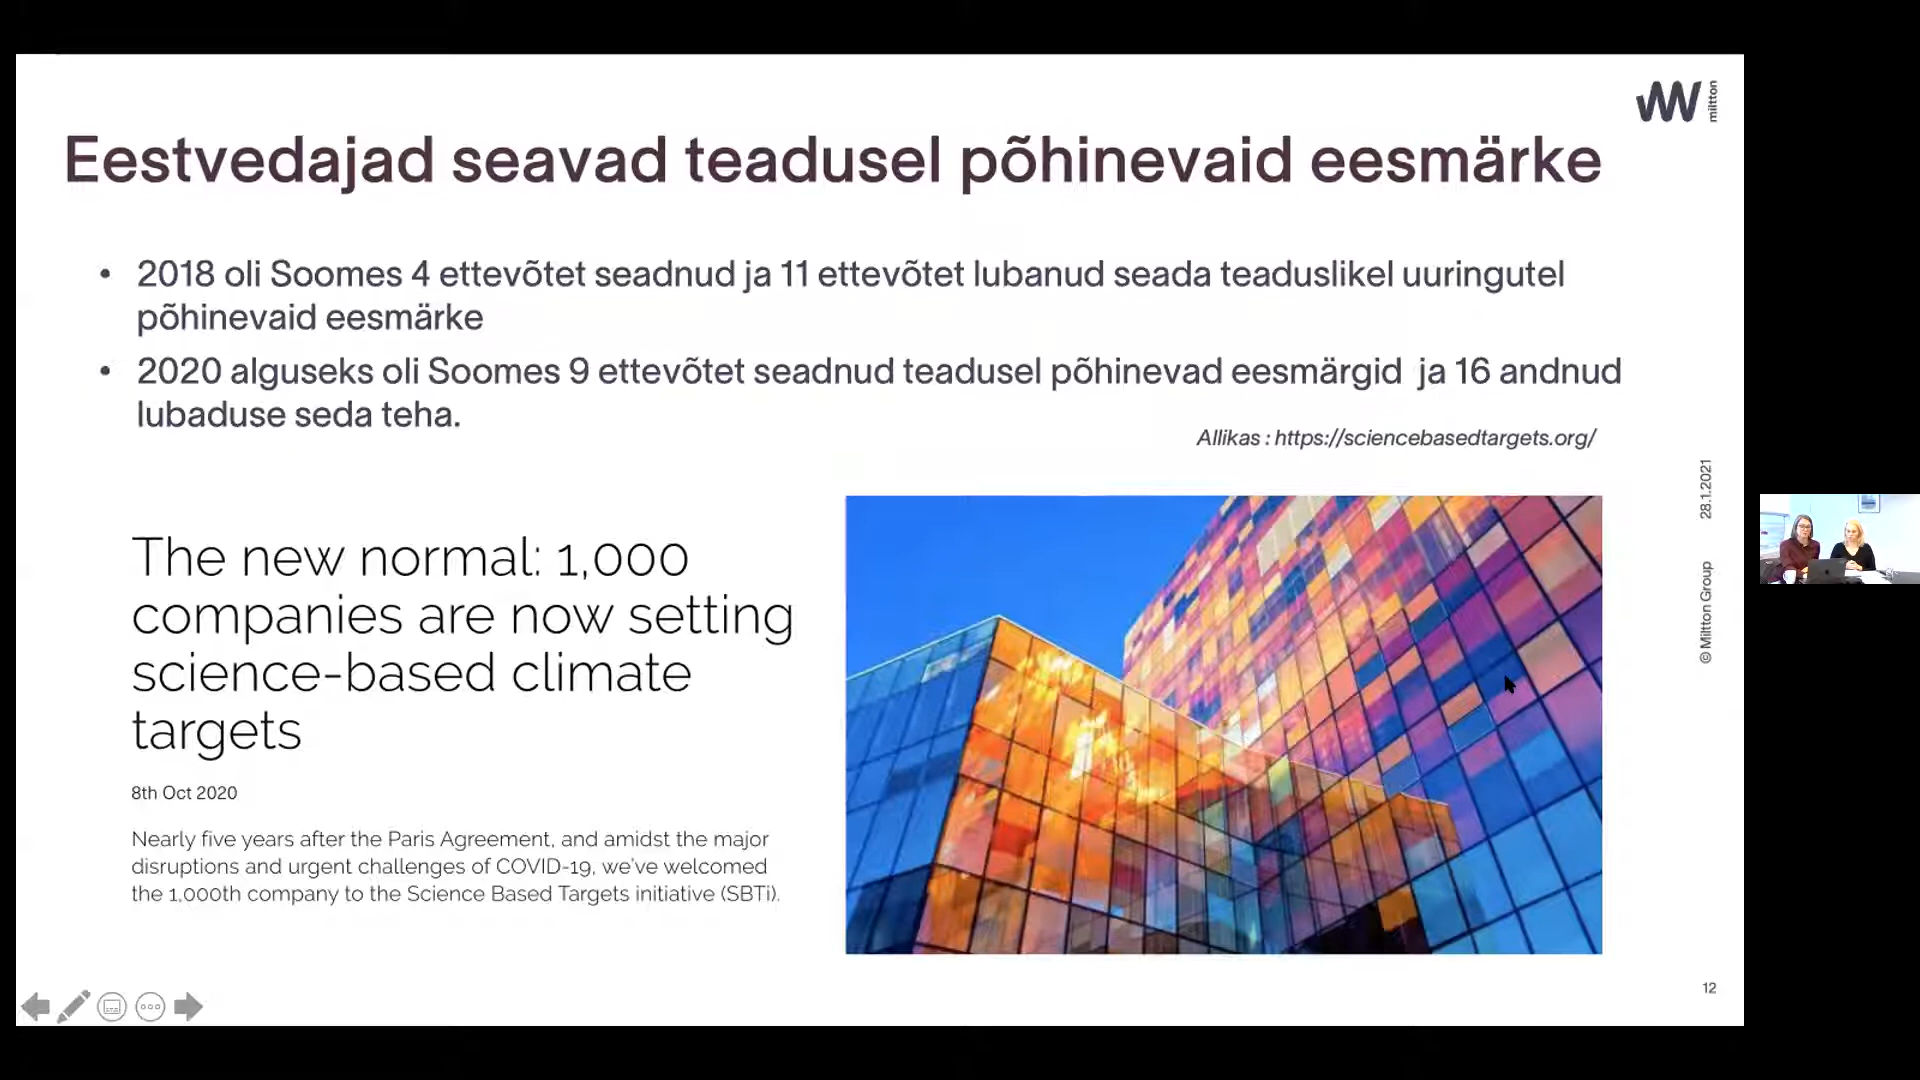 miltton
Eestvedajad seavad teadusel põhinevaid eesmärke
• 2018 oli Soomes 4 ettevõtet seadnud ja 11 ettevõtet lubanud seada teaduslikel uuringutel
põhinevaid eesmärke
• 2020 alguseks oli Soomes 9 ettevõtet seadnud teadusel põhinevad eesmärgid ja 16 andnud
lubaduse seda teha.
Allikas : https://sciencebasedtargets.org/
The new normal: 1,000
companies are now setting
science-based climate
targets
8th Oct 2020
Nearly five years after the Paris Agreement, and amidst the major
disruptions and urgent challenges of COVID-19, we've welcomed
the 1,000th company to the Science Based Targets initiative (SBTi).
© Miltton Group 28.1.2021
12